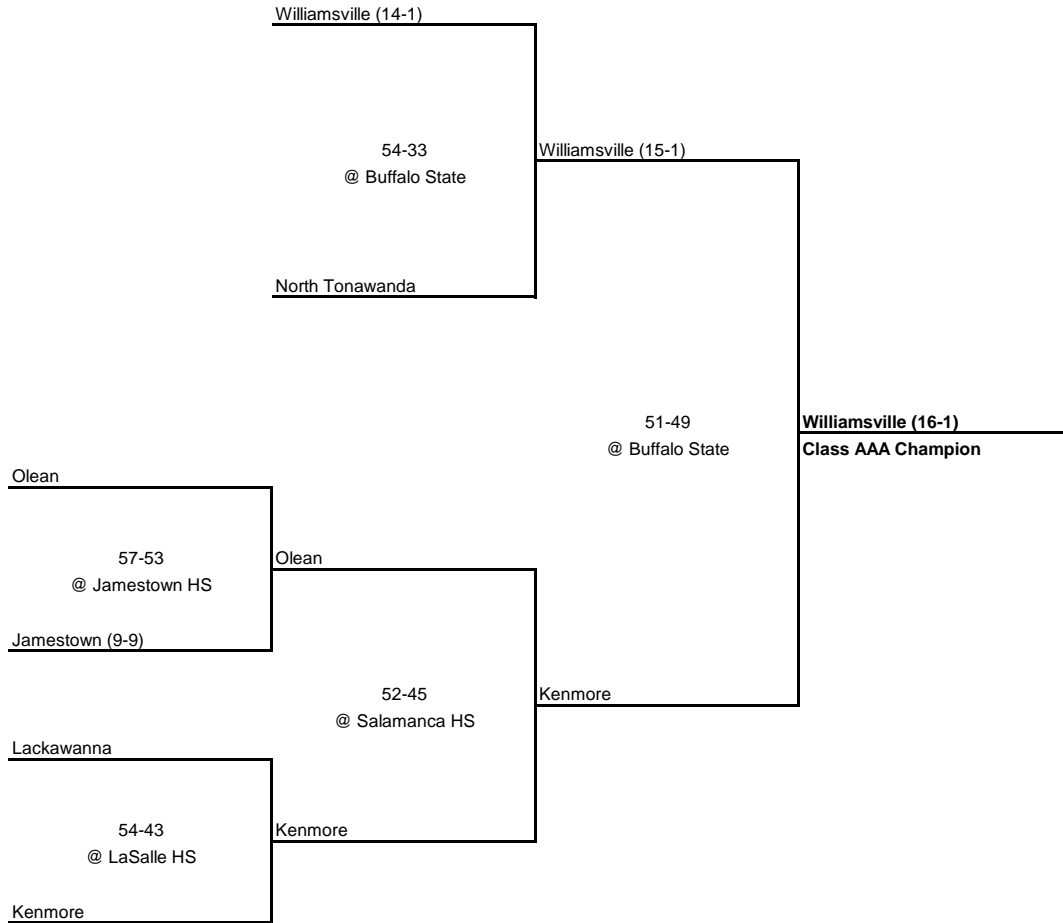 Williamsville (14-1)
54-33
@ Buffalo State
Williamsville (15-1)
North Tonawanda
51-49
@ Buffalo State
Williamsville (16-1)
Class AAA Champion
Olean
57-53
@ Jamestown HS
Olean
Jamestown (9-9)
52-45
@ Salamanca HS
Kenmore
Lackawanna
54-43
@ LaSalle HS
Kenmore
Kenmore